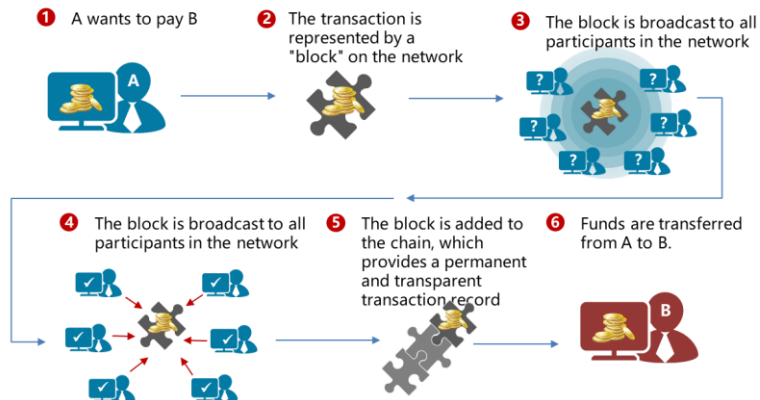 1 A wants to pay B
2 The transaction is
represented by a
"block" on the network
3 The block is broadcast to all
participants in the network
A
?
?
?
?
?
?
4 The block is broadcast to all
participants in the network
5 The block is added to
the chain, which
provides a permanent
and transparent
transaction record
6 Funds are transferred
from A to B.
B